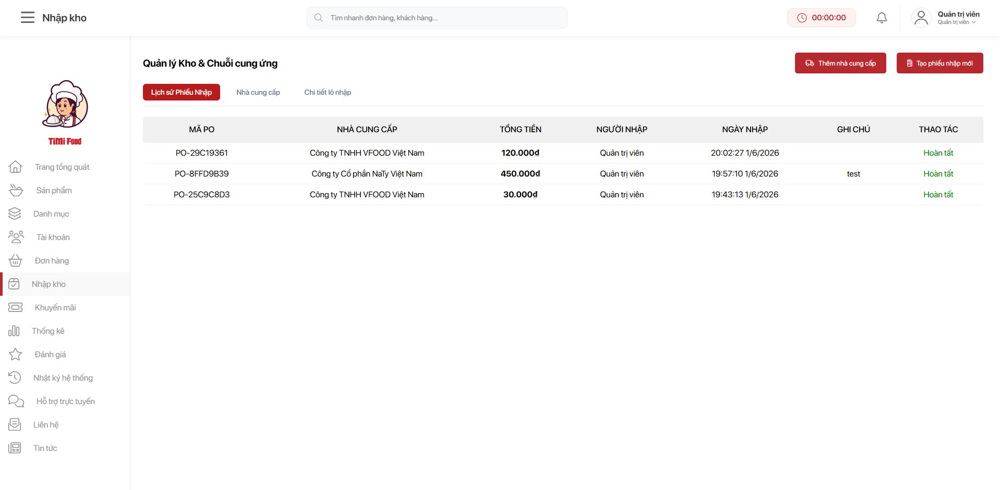 Nhập kho
Tìm nhanh đơn hàng, khách hàng...
00:00:00
Quản trị viên
Quản trị viên
TiMi Food
Trang tổng quát
Sản phẩm
Danh mục
Tài khoản
Đơn hàng
Nhập kho
Khuyến mãi
Thống kê
Đánh giá
Nhật ký hệ thống
Hỗ trợ trực tuyến
Liên hệ
Tin tức
Quản lý Kho & Chuỗi cung ứng
Thêm nhà cung cấp
Tạo phiếu nhập mới
Lịch sử Phiếu Nhập
Nhà cung cấp
Chi tiết lô nhập
MÃ PO NHÀ CUNG CẤP TỔNG TIỀN NGƯỜI NHẬP NGÀY NHẬP GHI CHÚ THAO TÁC
PO-29C19361 Công ty TNHH VFOOD Việt Nam 120.000₫ Quản trị viên 20:02:27 1/6/2026 Hoàn tất
PO-8FFD9B39 Công ty Cổ phần NaTy Việt Nam 450.000₫ Quản trị viên 19:57:10 1/6/2026 test Hoàn tất
PO-25C9C8D3 Công ty TNHH VFOOD Việt Nam 30.000₫ Quản trị viên 19:43:13 1/6/2026 Hoàn tất